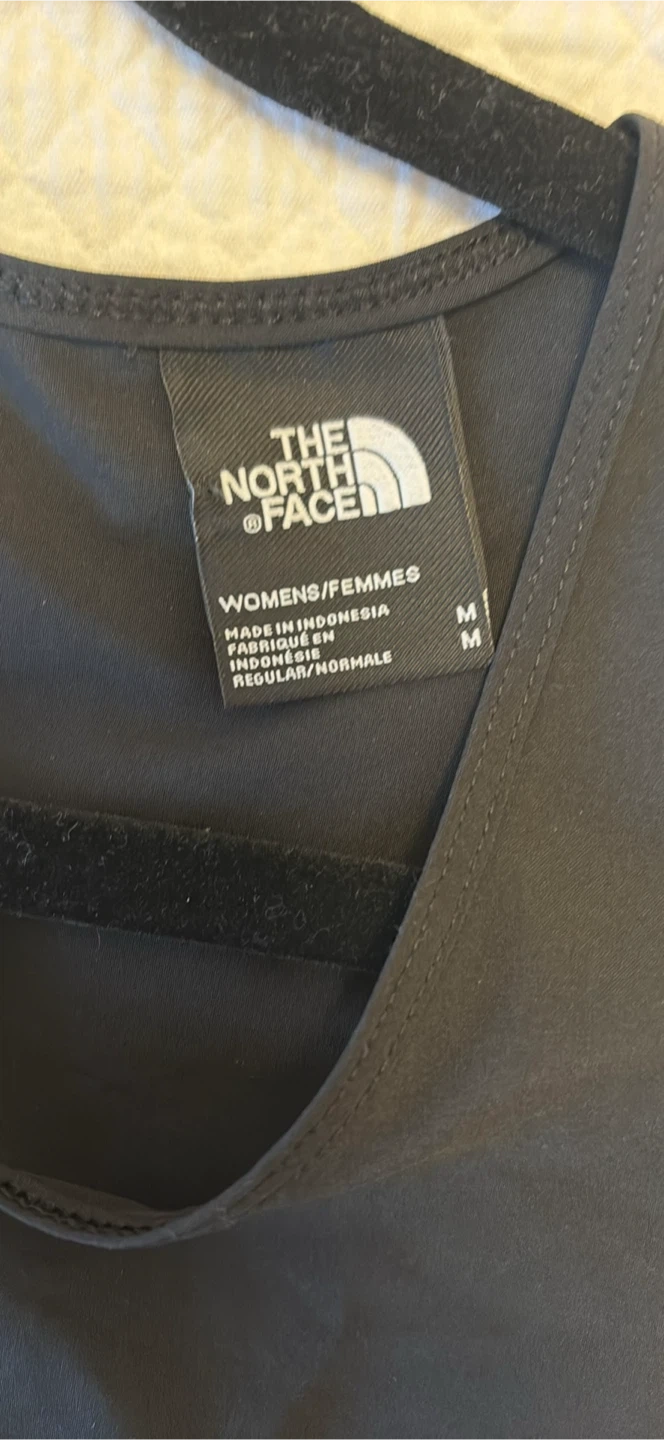 THE
NORTH
®FACE
WOMENS/FEMMES
MADE IN INDONESIA M
FABRIQUÉ EN M
INDONÉSIE
REGULAR/NORMALE